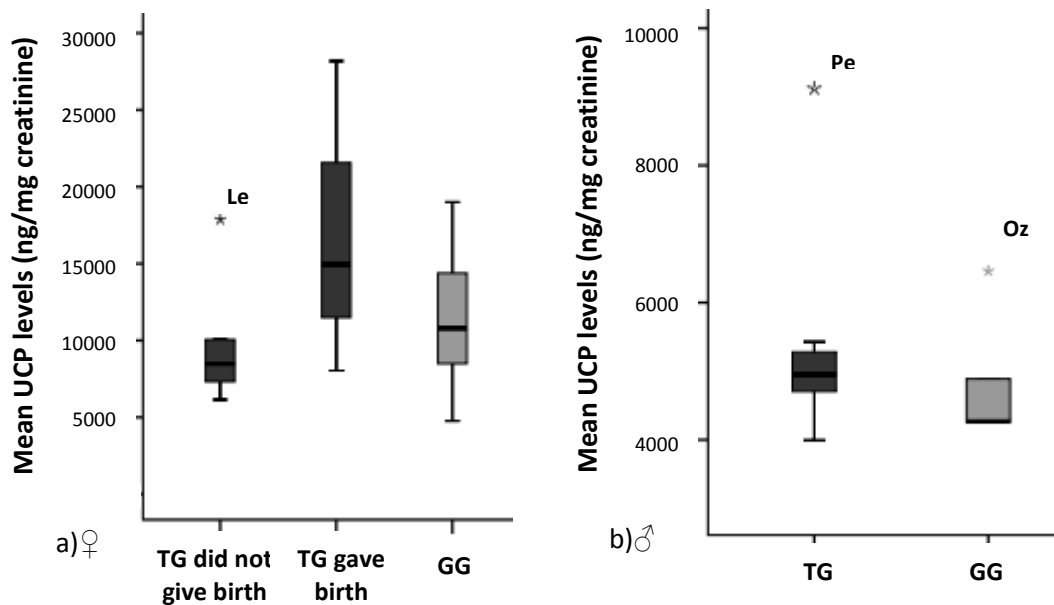 Mean UCP levels (ng/mg creatinine)
30000
25000
20000
15000
10000
5000
Le
*
TG did not
give birth
TG gave
birth
GG
a)♀
Mean UCP levels (ng/mg creatinine)
10000
8000
6000
4000
Pe
*
Oz
*
TG
GG
b)♂